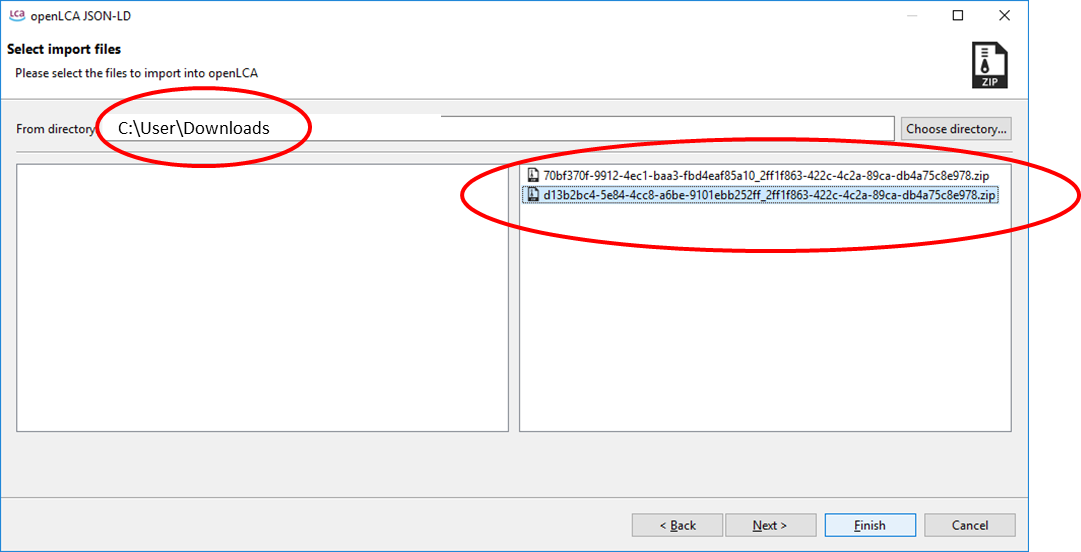 LCA openLCA JSON-LD
Select import files
Please select the files to import into openLCA
ZIP
From directory C:\User\Downloads Choose directory...
70bf370f-9912-4ec1-baa3-fbd4eaf85a10_2ff1f863-422c-4c2a-89ca-db4a75c8e978.zip
d13b2bc4-5e84-4cc8-a6be-9101ebb252ff_2ff1f863-422c-4c2a-89ca-db4a75c8e978.zip
< Back Next > Finish Cancel